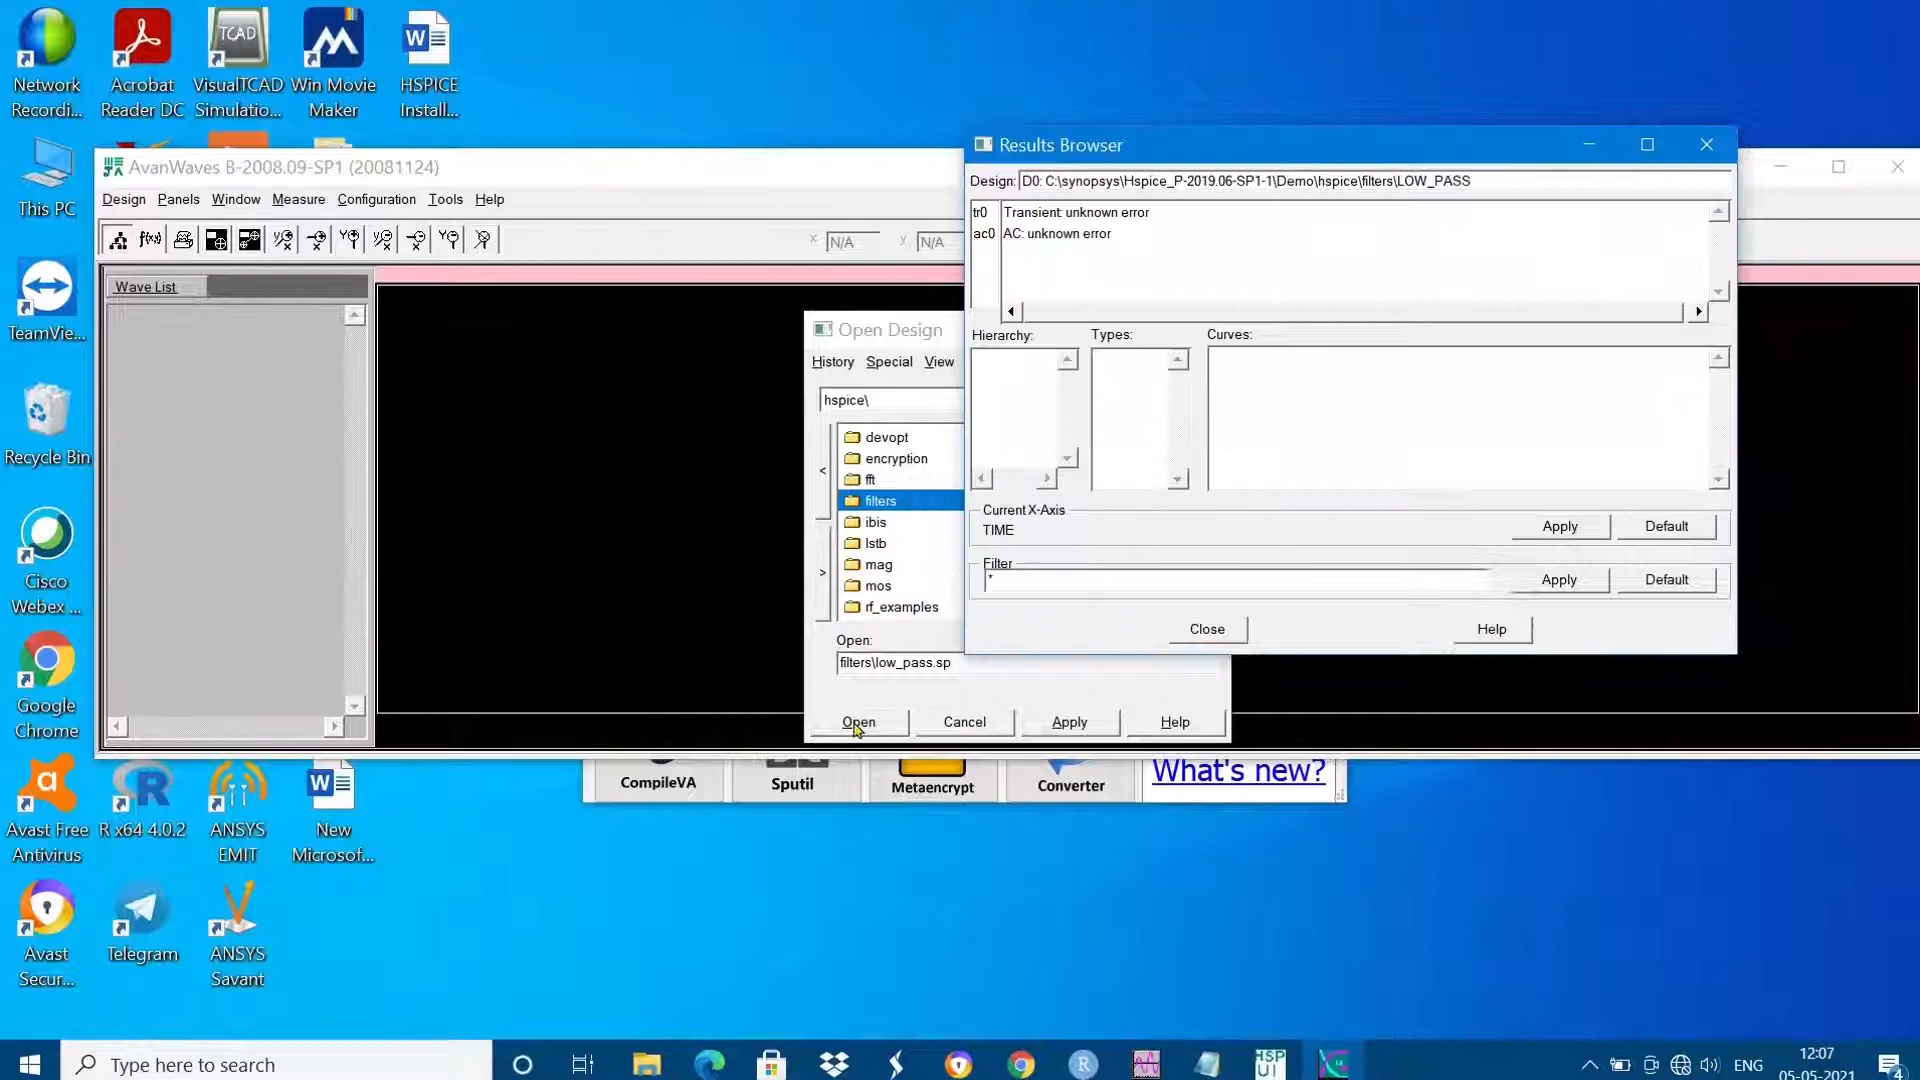 Network
Recordi...
Acrobat
Reader DC
TCAD
VisualTCAD
Simulatio...
Win Movie
Maker
HSPICE
Install...
This PC
TeamVie...
Recycle Bin
Cisco
Webex ...
Google
Chrome
Avast Free
Antivirus
R x64 4.0.2
ANSYS
EMIT
New
Microsof...
Avast
Secur...
Telegram
ANSYS
Savant
AvanWaves B-2008.09-SP1 (20081124)
Design Panels Window Measure Configuration Tools Help
f(x)
X N/A Y N/A
Wave List
Open Design
History Special View
hspice\
devopt
encryption
fft
filters
ibis
lstb
mag
mos
rf_examples
<
>
Open:
filters\low_pass.sp
Open Cancel Apply Help
Results Browser
Design: D0: C:\synopsys\Hspice_P-2019.06-SP1-1\Demo\hspice\filters\LOW_PASS
tr0 Transient: unknown error
ac0 AC: unknown error
Hierarchy: Types: Curves:
Current X-Axis
TIME Apply Default
Filter
* Apply Default
Close Help
CompileVA Sputil Metaencrypt Converter
What's new?
Type here to search
HSP
UI
ENG
12:07
05-05-2021
4